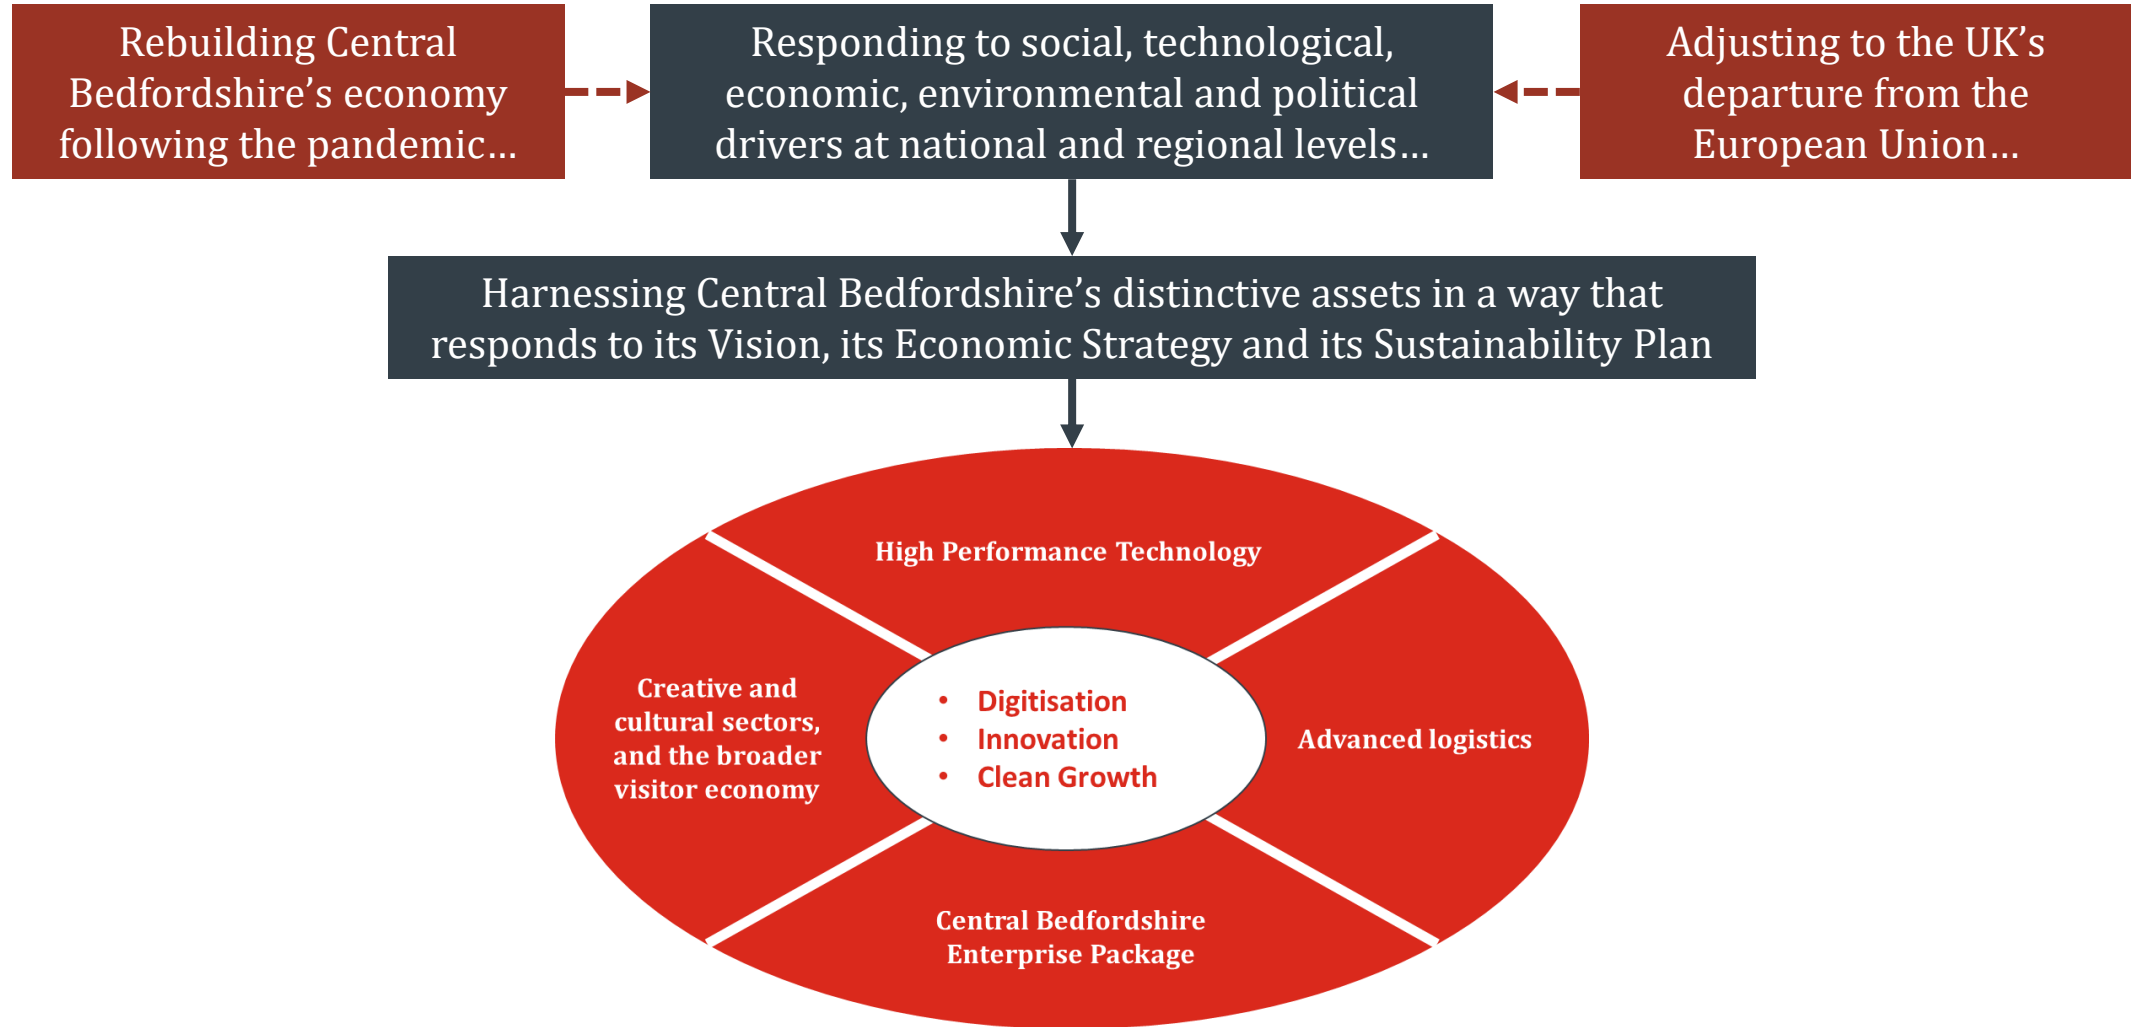 Rebuilding Central
Bedfordshire’s economy
following the pandemic…
Responding to social, technological,
economic, environmental and political
drivers at national and regional levels…
Adjusting to the UK’s
departure from the
European Union…
Harnessing Central Bedfordshire’s distinctive assets in a way that
responds to its Vision, its Economic Strategy and its Sustainability Plan
High Performance Technology
Creative and
cultural sectors,
and the broader
visitor economy
• Digitisation
• Innovation
• Clean Growth
Advanced logistics
Central Bedfordshire
Enterprise Package